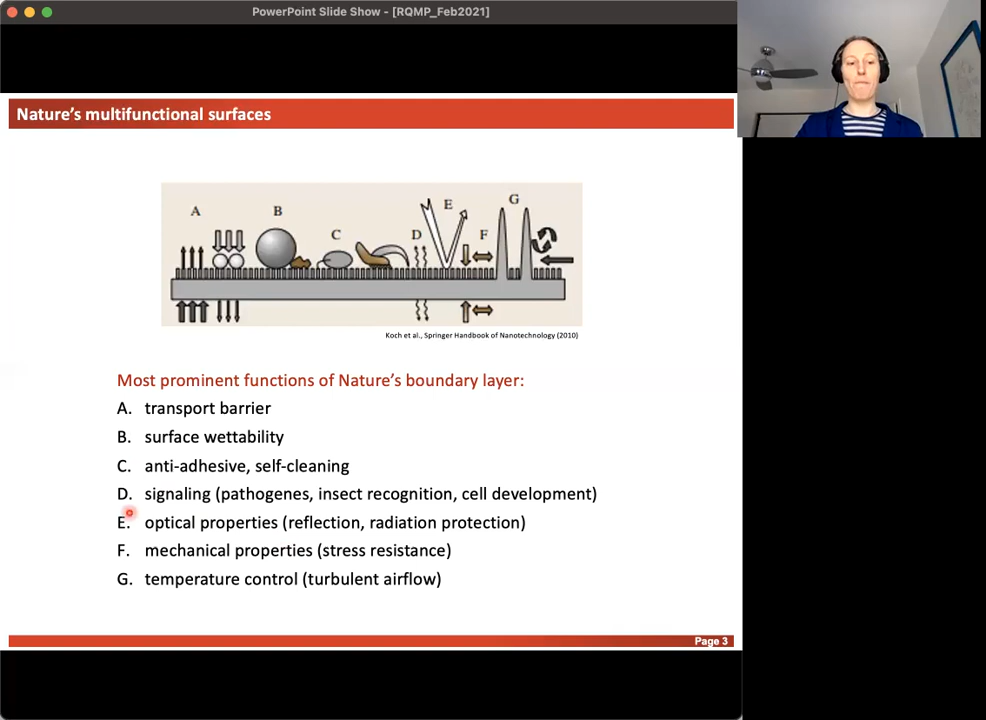 PowerPoint Slide Show - [RQMP_Feb2021]
Nature's multifunctional surfaces
A
B
C
D
E
F
G
Koch et al., Springer Handbook of Nanotechnology (2010)
Most prominent functions of Nature's boundary layer:
A. transport barrier
B. surface wettability
C. anti-adhesive, self-cleaning
D. signaling (pathogenes, insect recognition, cell development)
E. optical properties (reflection, radiation protection)
F. mechanical properties (stress resistance)
G. temperature control (turbulent airflow)
Page 3